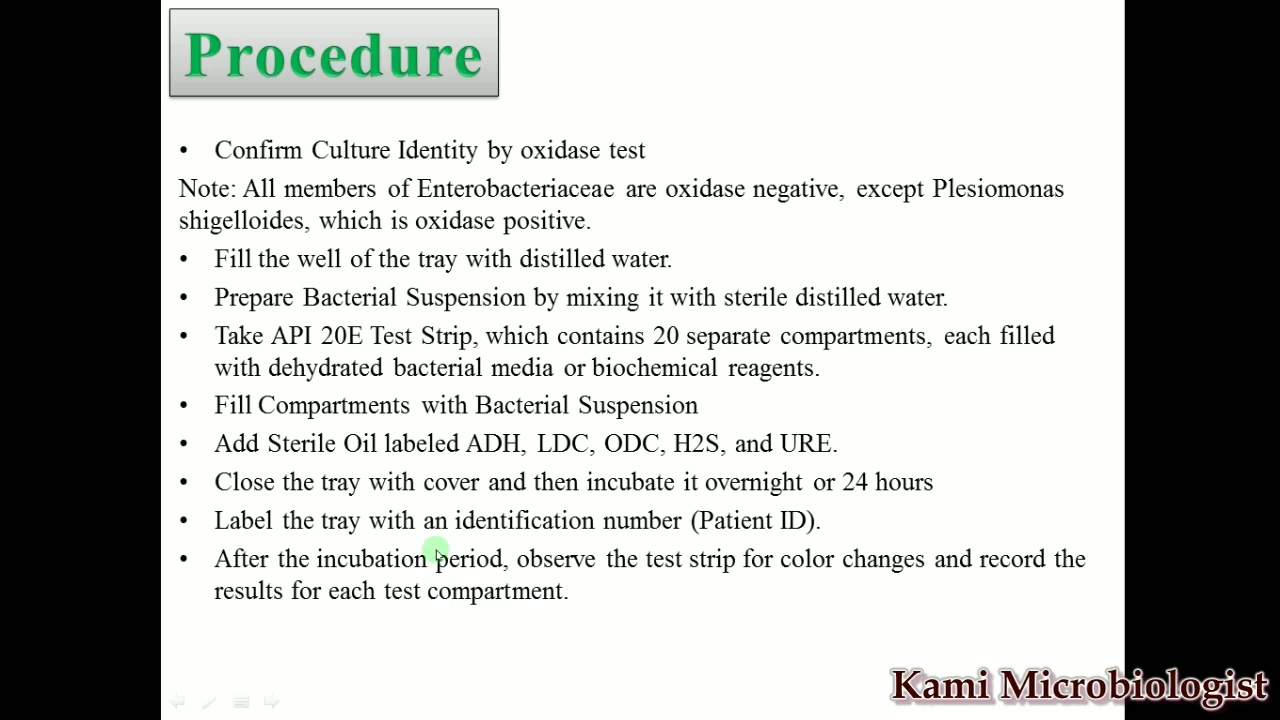 Procedure
• Confirm Culture Identity by oxidase test
Note: All members of Enterobacteriaceae are oxidase negative, except Plesiomonas
shigelloides, which is oxidase positive.
• Fill the well of the tray with distilled water.
• Prepare Bacterial Suspension by mixing it with sterile distilled water.
• Take API 20E Test Strip, which contains 20 separate compartments, each filled
with dehydrated bacterial media or biochemical reagents.
• Fill Compartments with Bacterial Suspension
• Add Sterile Oil labeled ADH, LDC, ODC, H2S, and URE.
• Close the tray with cover and then incubate it overnight or 24 hours
• Label the tray with an identification number (Patient ID).
• After the incubation period, observe the test strip for color changes and record the
results for each test compartment.
Kami Microbiologist